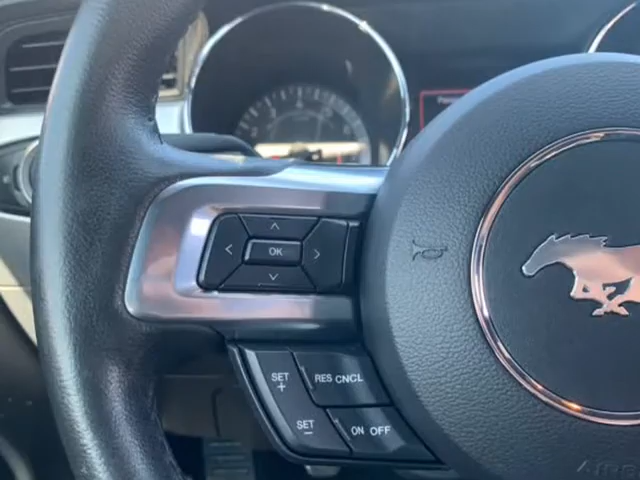 OK
SET
+
RES CNCL
SET
–
ON OFF